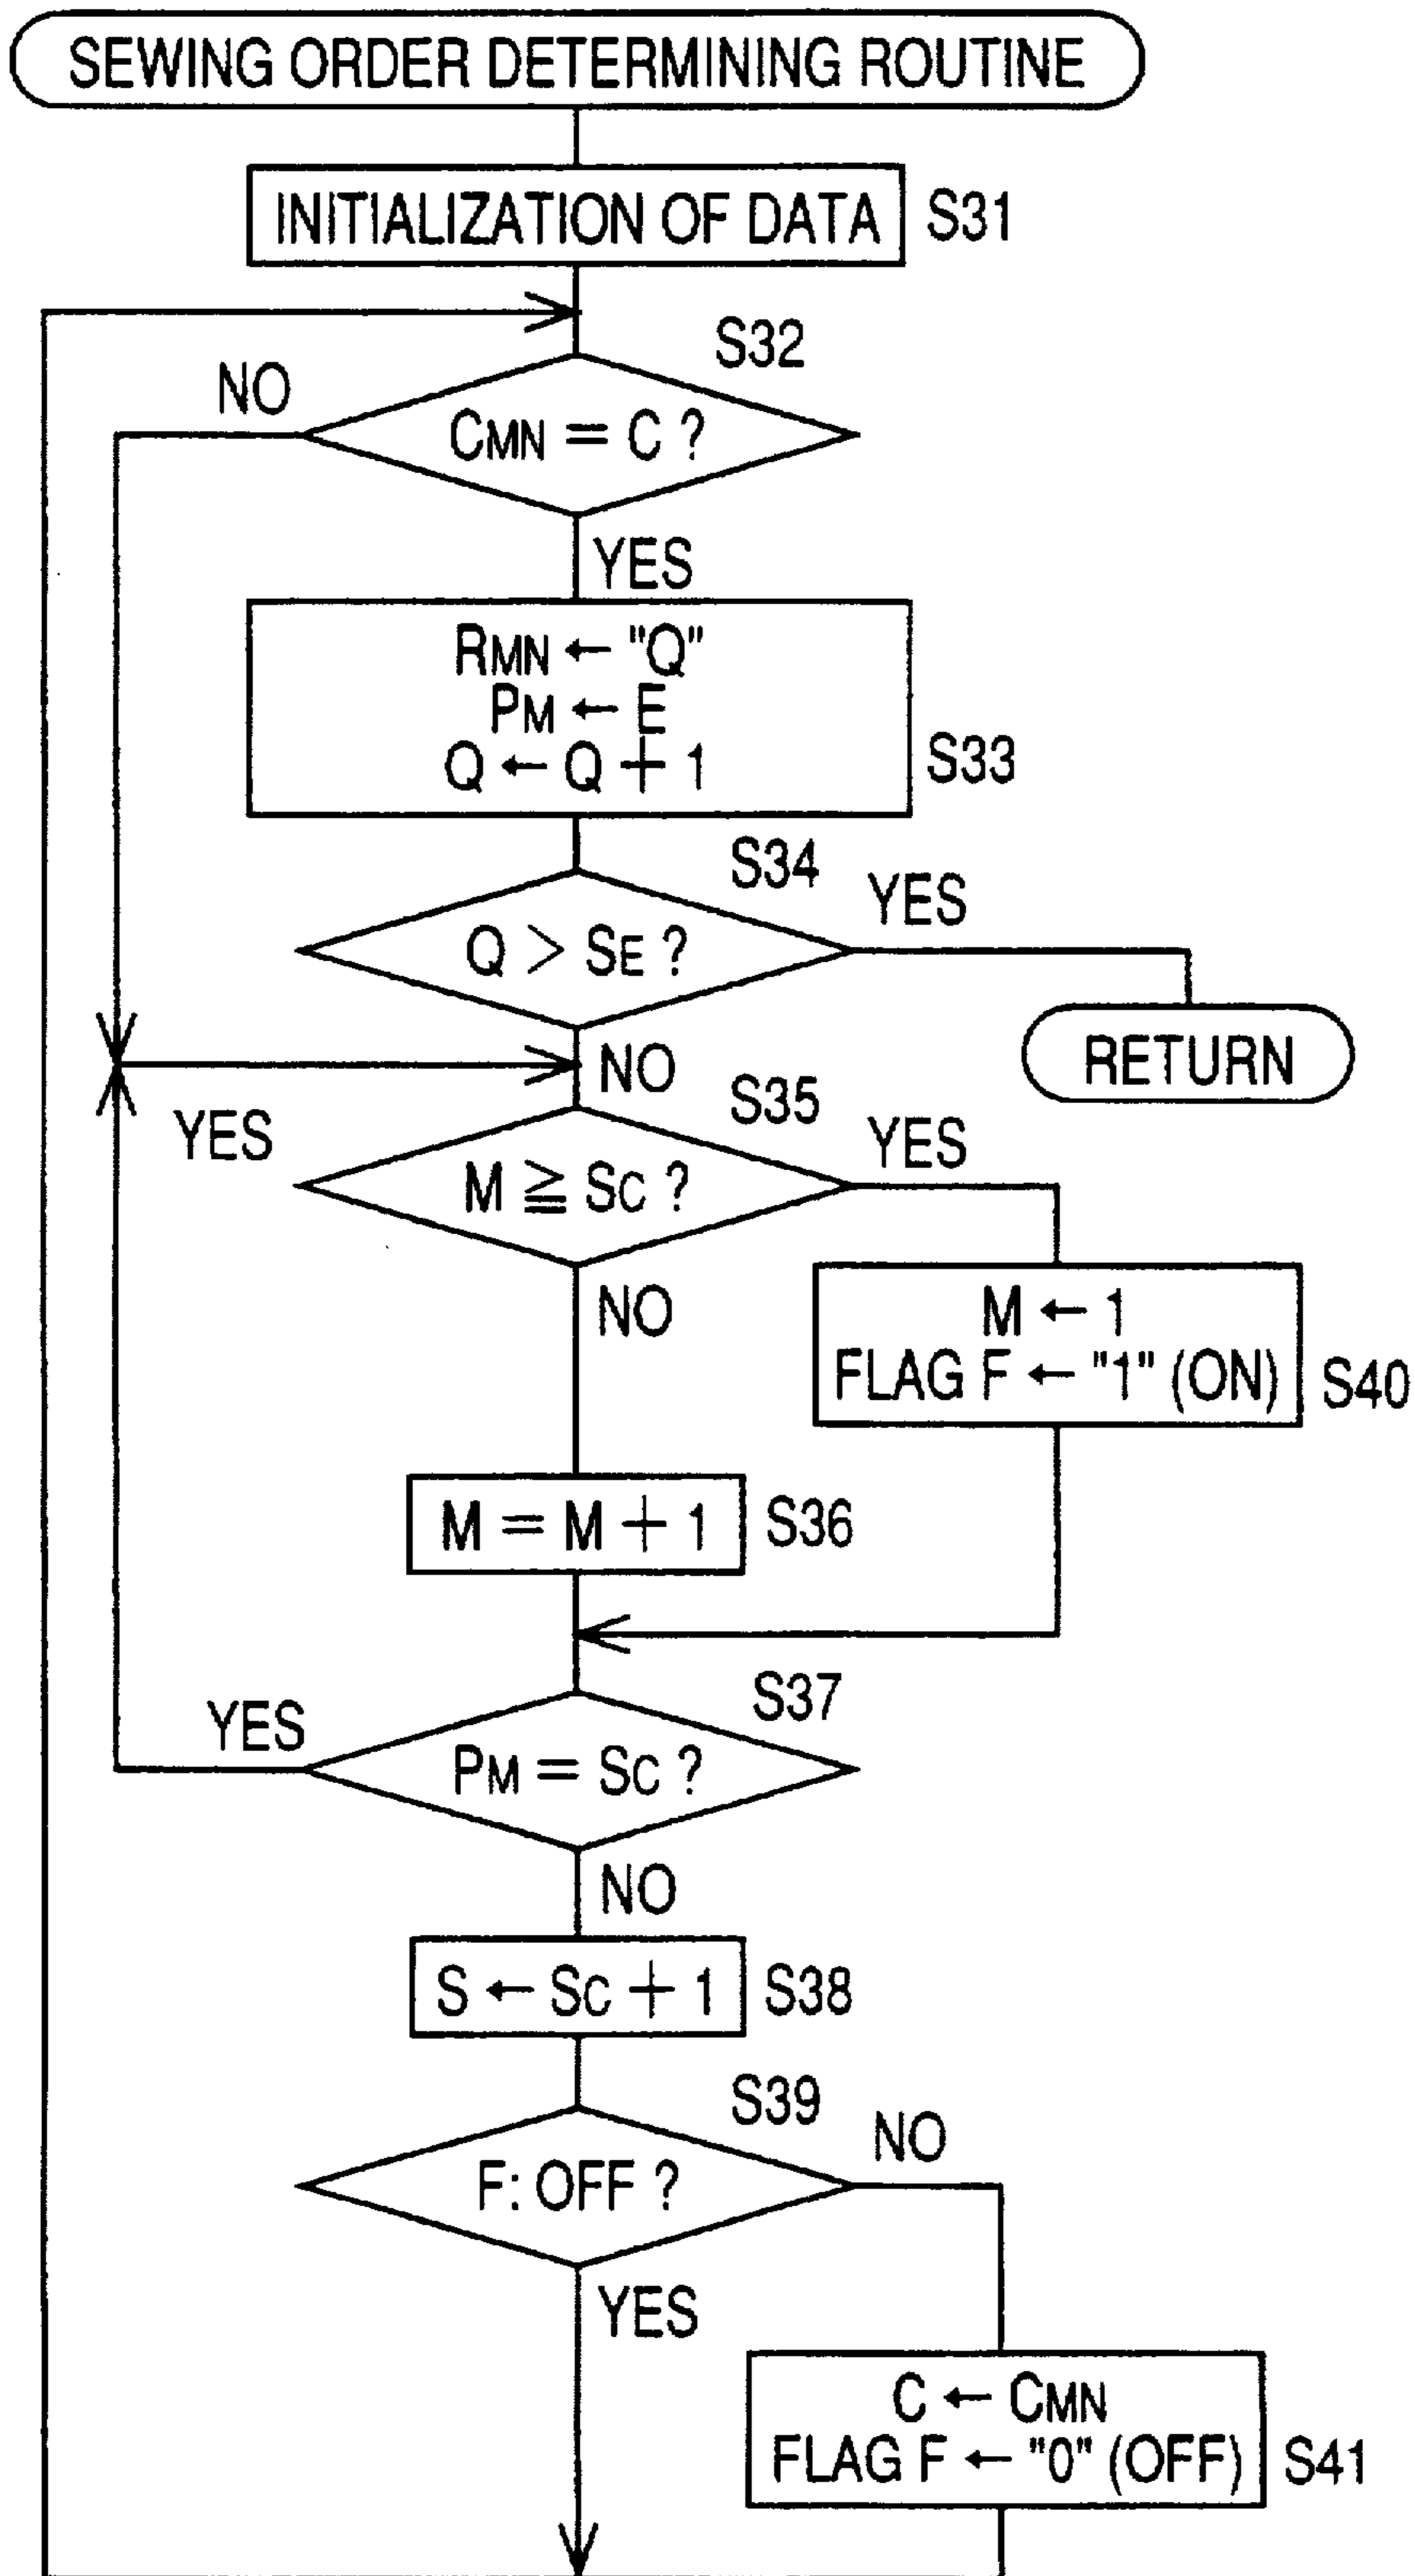 SEWING ORDER DETERMINING ROUTINE
INITIALIZATION OF DATA S31
S32
NO
CMN = C ?
YES
RMN ← "Q"
PM ← E
Q ← Q + 1 S33
S34
YES
Q > SE ?
RETURN
NO
S35
YES
YES
M ≧ SC ?
NO
M ← 1
FLAG F ← "1" (ON) S40
M = M + 1 S36
S37
YES
PM = SC ?
NO
S ← SC + 1 S38
S39
NO
F: OFF ?
YES
C ← CMN
FLAG F ← "0" (OFF) S41